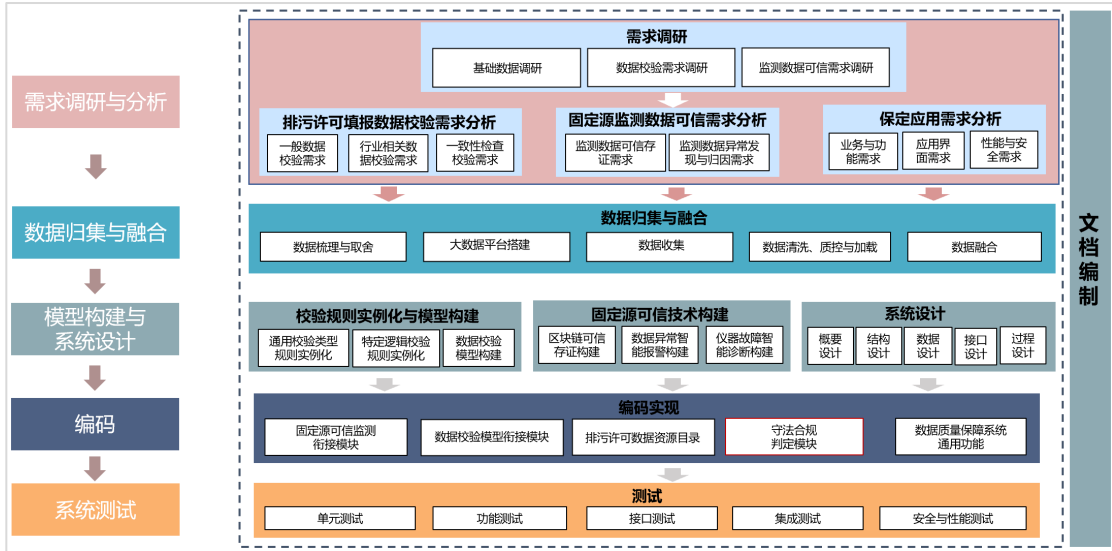 需求调研与分析
数据归集与融合
模型构建与
系统设计
编码
系统测试
需求调研
基础数据调研
数据校验需求调研
监测数据可信需求调研
排污许可填报数据校验需求分析
一般数据
校验需求
行业相关数
据校验需求
一致性检查
校验需求
固定源监测数据可信需求分析
监测数据可信存
证需求
监测数据异常发
现与归因需求
保定应用需求分析
业务与功
能需求
应用界
面需求
性能与安
全需求
数据归集与融合
数据梳理与取舍
大数据平台搭建
数据收集
数据清洗、质控与加载
数据融合
校验规则实例化与模型构建
通用校验类型
规则实例化
特定逻辑校验
规则实例化
数据校验
模型构建
固定源可信技术构建
区块链可信
存证构建
数据异常智
能报警构建
仪器故障智
能诊断构建
系统设计
概要
设计
结构
设计
数据
设计
接口
设计
过程
设计
编码实现
固定源可信监测
衔接模块
数据校验模型衔接模块
排污许可数据资源目录
守法合规
判定模块
数据质量保障系统
通用功能
测试
单元测试
功能测试
接口测试
集成测试
安全与性能测试
文档编制